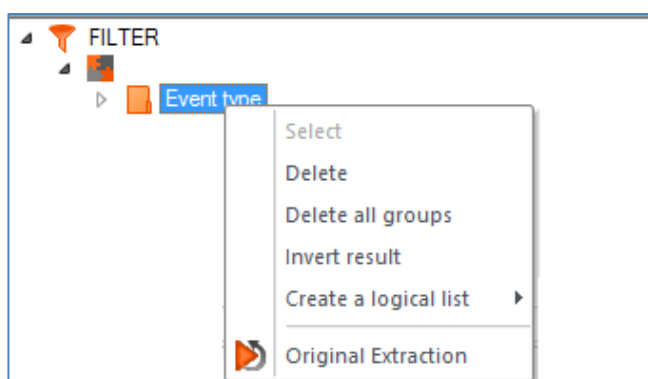 FILTER
Event type
Select
Delete
Delete all groups
Invert result
Create a logical list
Original Extraction